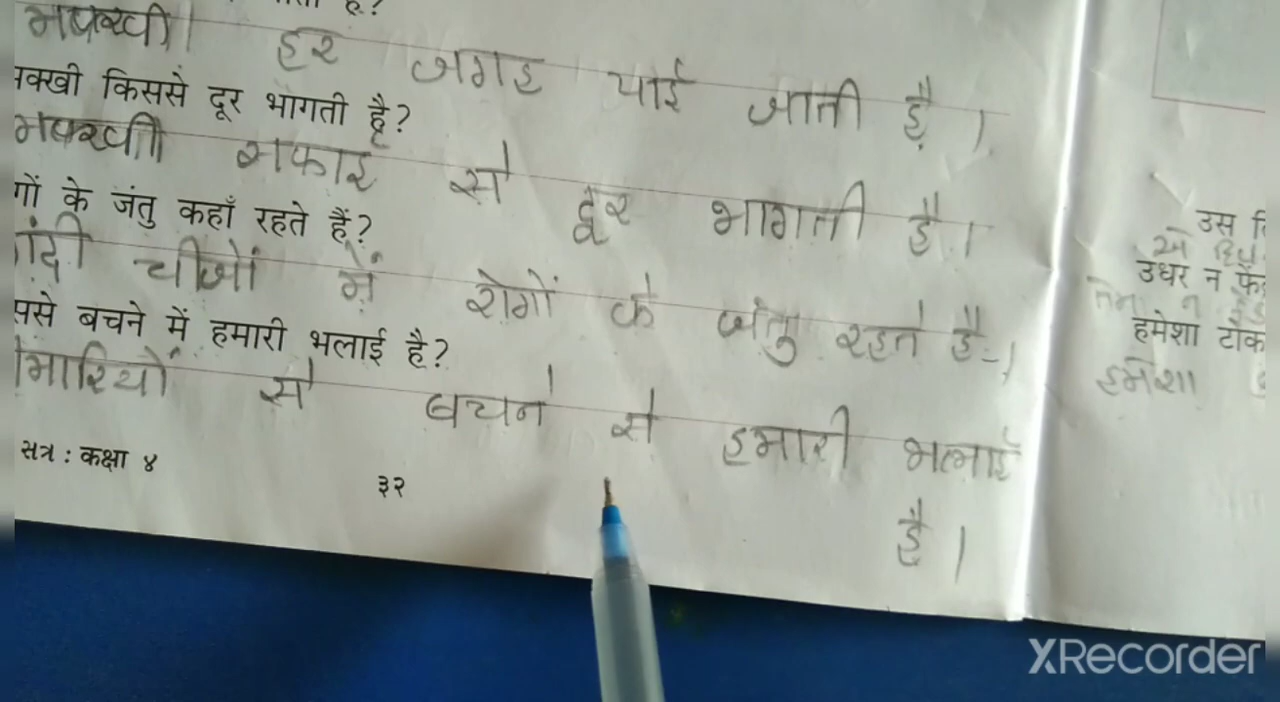 मक्खी हर जगह पाई जाती है।
मक्खी किससे दूर भागती है?
मक्खी सफाई से दूर भागती है।
गों के जंतु कहाँ रहते हैं?
गंदी चीजों में रोगों के जंतु रहते है।
से बचने में हमारी भलाई है?
मारियों से बचने से हमारी भलाई
है।
सत्र : कक्षा ४
३२
उस
उधर न
हमेशा
हमेशा
XRecorder